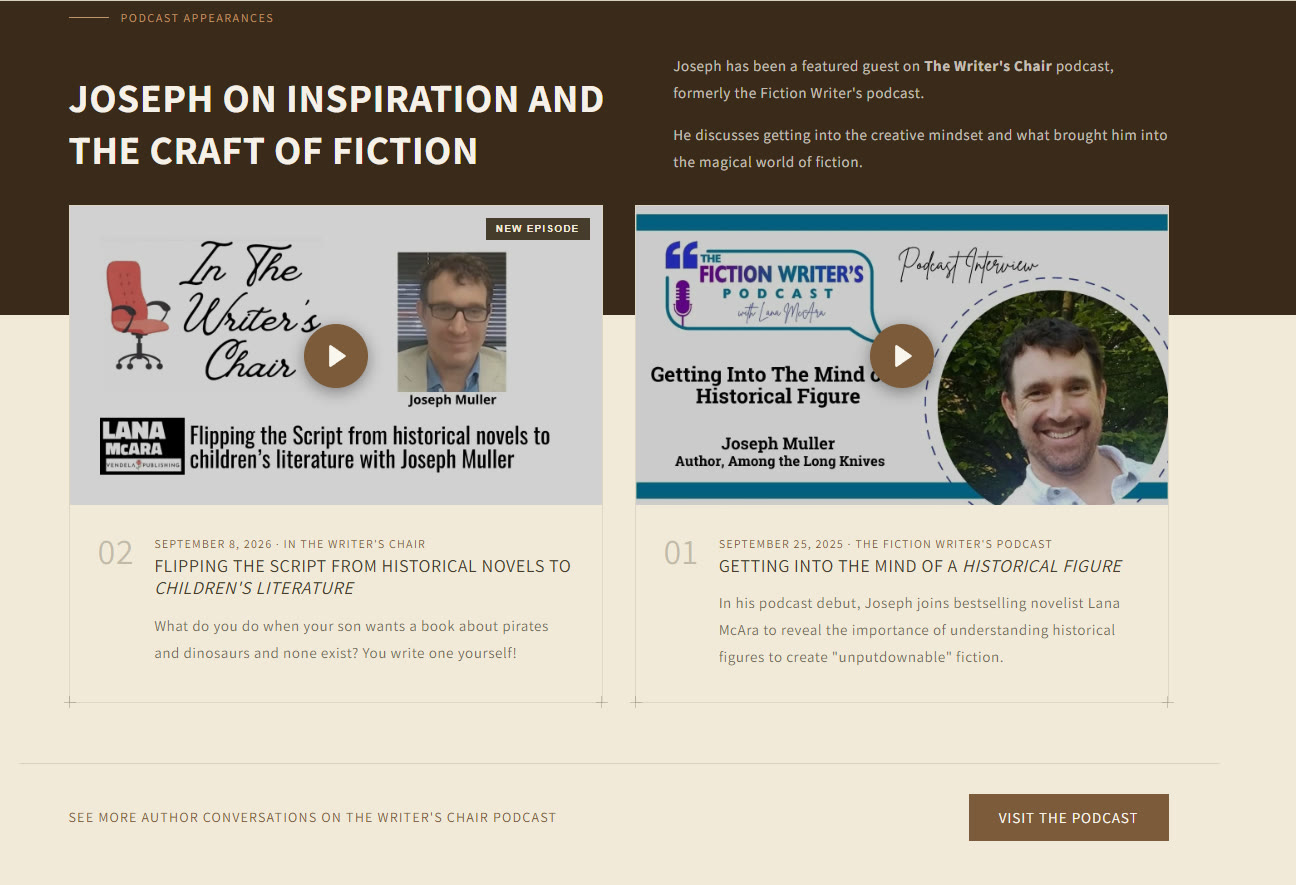 PODCAST APPEARANCES
JOSEPH ON INSPIRATION AND
THE CRAFT OF FICTION
Joseph has been a featured guest on The Writer's Chair podcast,
formerly the Fiction Writer's podcast.
He discusses getting into the creative mindset and what brought him into
the magical world of fiction.
NEW EPISODE
In The
Writer's
Chair
Joseph Muller
LANA
McARA
VENDELA PUBLISHING
Flipping the Script from historical novels to
children's literature with Joseph Muller
THE
FICTION WRITER'S
PODCAST
with Lana McAra
Podcast Interview
Getting Into The Mind
Historical Figure
Joseph Muller
Author, Among the Long Knives
02
SEPTEMBER 8, 2026 · IN THE WRITER'S CHAIR
FLIPPING THE SCRIPT FROM HISTORICAL NOVELS TO
CHILDREN'S LITERATURE
What do you do when your son wants a book about pirates
and dinosaurs and none exist? You write one yourself!
01
SEPTEMBER 25, 2025 · THE FICTION WRITER'S PODCAST
GETTING INTO THE MIND OF A HISTORICAL FIGURE
In his podcast debut, Joseph joins bestselling novelist Lana
McAra to reveal the importance of understanding historical
figures to create "unputdownable" fiction.
SEE MORE AUTHOR CONVERSATIONS ON THE WRITER'S CHAIR PODCAST
VISIT THE PODCAST